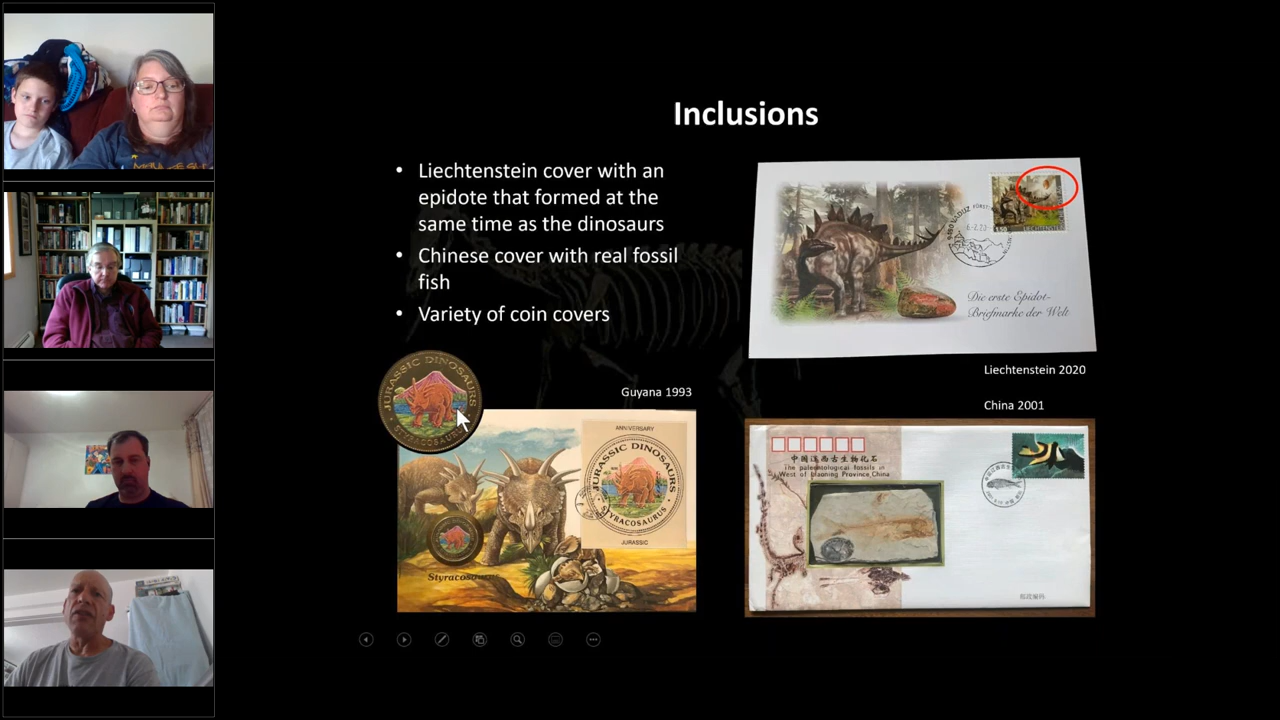 Inclusions
• Liechtenstein cover with an
epidote that formed at the
same time as the dinosaurs
• Chinese cover with real fossil
fish
• Variety of coin covers
Die erste Epidot-
Briefmarke der Welt
Liechtenstein 2020
Guyana 1993
China 2001
JURASSIC DINOSAURS
STYRACOSAURUS
ANNIVERSARY
JURASSIC DINOSAURS
STYRACOSAURUS
JURASSIC
Styracosaurus
中国辽西古生物化石
The paleontological fossils in
West of Liaoning Province,China